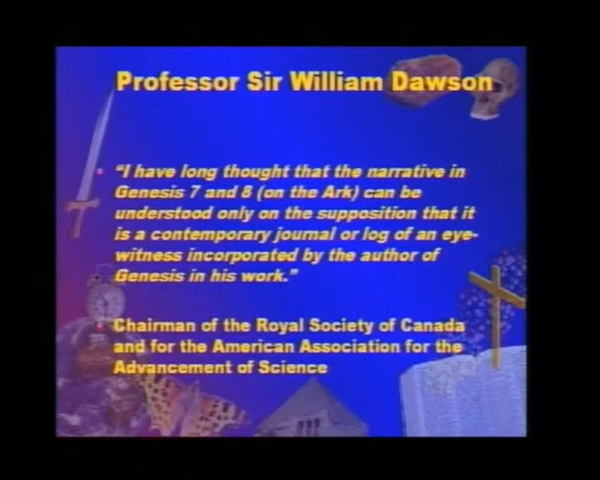 Professor Sir William Dawson
• "I have long thought that the narrative in
Genesis 7 and 8 (on the Ark) can be
understood only on the supposition that it
is a contemporary journal or log of an eye-
witness incorporated by the author of
Genesis in his work."
• Chairman of the Royal Society of Canada
and for the American Association for the
Advancement of Science